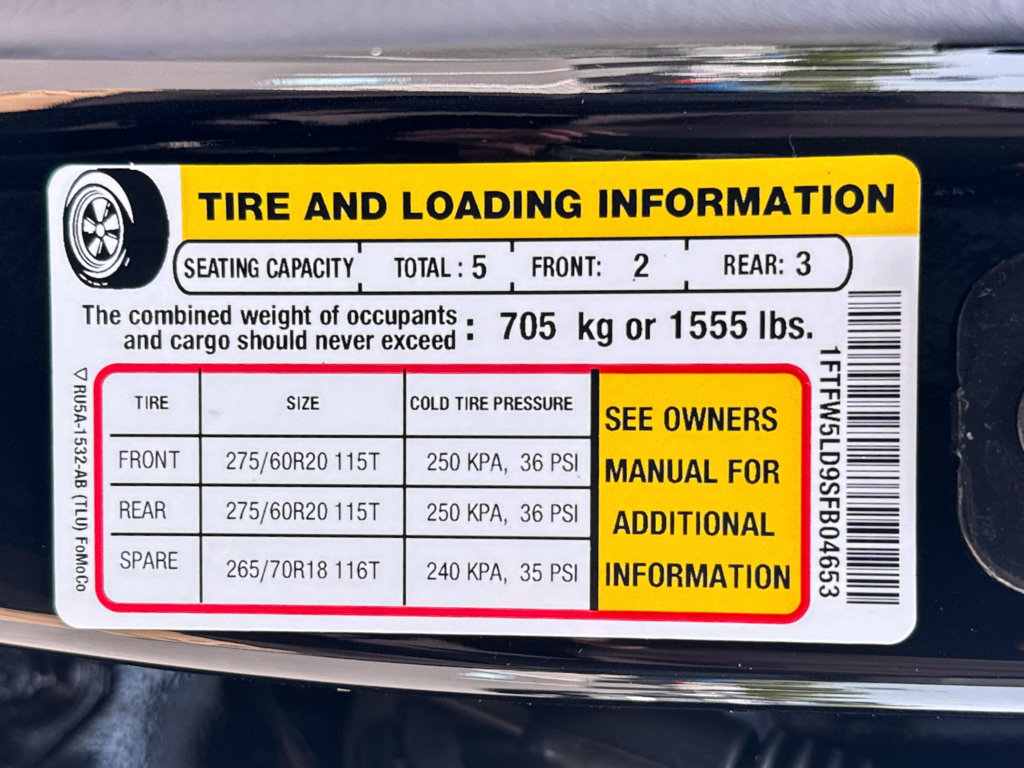 TIRE AND LOADING INFORMATION
SEATING CAPACITY TOTAL : 5 FRONT: 2 REAR: 3
The combined weight of occupants
and cargo should never exceed : 705 kg or 1555 lbs.
TIRE SIZE COLD TIRE PRESSURE
FRONT 275/60R20 115T 250 KPA, 36 PSI
REAR 275/60R20 115T 250 KPA, 36 PSI
SPARE 265/70R18 116T 240 KPA, 35 PSI
SEE OWNERS
MANUAL FOR
ADDITIONAL
INFORMATION
▽RU5A-1532-AB (TLU) FoMoCo
1FTFW5LD9SFB04653